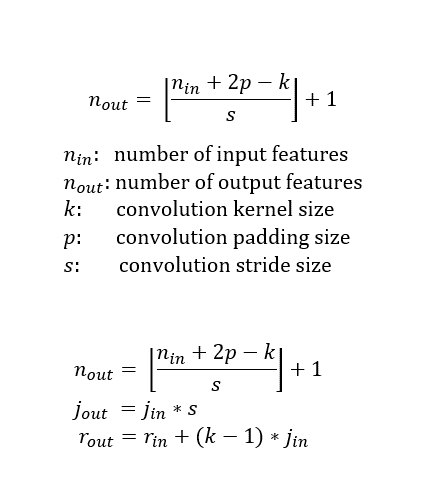 n_out = ⌊(n_in + 2p − k)/s⌋ + 1
n_in: number of input features
n_out: number of output features
k: convolution kernel size
p: convolution padding size
s: convolution stride size
n_out = ⌊(n_in + 2p − k)/s⌋ + 1
j_out = j_in * s
r_out = r_in + (k − 1) * j_in